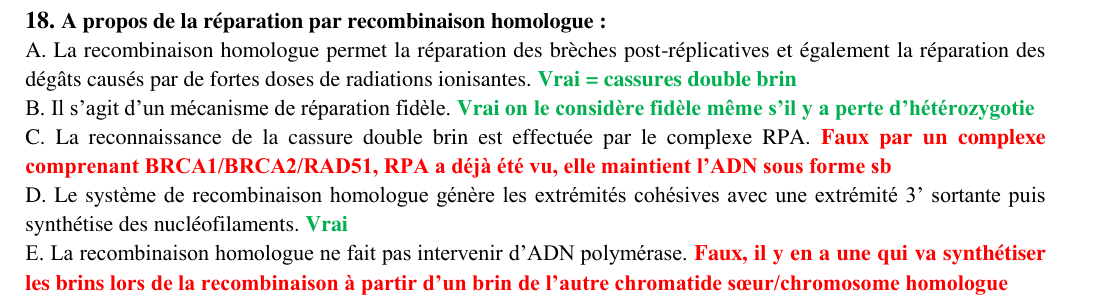 18. A propos de la réparation par recombinaison homologue :
A. La recombinaison homologue permet la réparation des brèches post-réplicatives et également la réparation des
dégâts causés par de fortes doses de radiations ionisantes. Vrai = cassures double brin
B. Il s’agit d’un mécanisme de réparation fidèle. Vrai on le considère fidèle même s’il y a perte d’hétérozygotie
C. La reconnaissance de la cassure double brin est effectuée par le complexe RPA. Faux par un complexe
comprenant BRCA1/BRCA2/RAD51, RPA a déjà été vu, elle maintient l’ADN sous forme sb
D. Le système de recombinaison homologue génère les extrémités cohésives avec une extrémité 3’ sortante puis
synthétise des nucléofilaments. Vrai
E. La recombinaison homologue ne fait pas intervenir d’ADN polymérase. Faux, il y en a une qui va synthétiser
les brins lors de la recombinaison à partir d’un brin de l’autre chromatide sœur/chromosome homologue